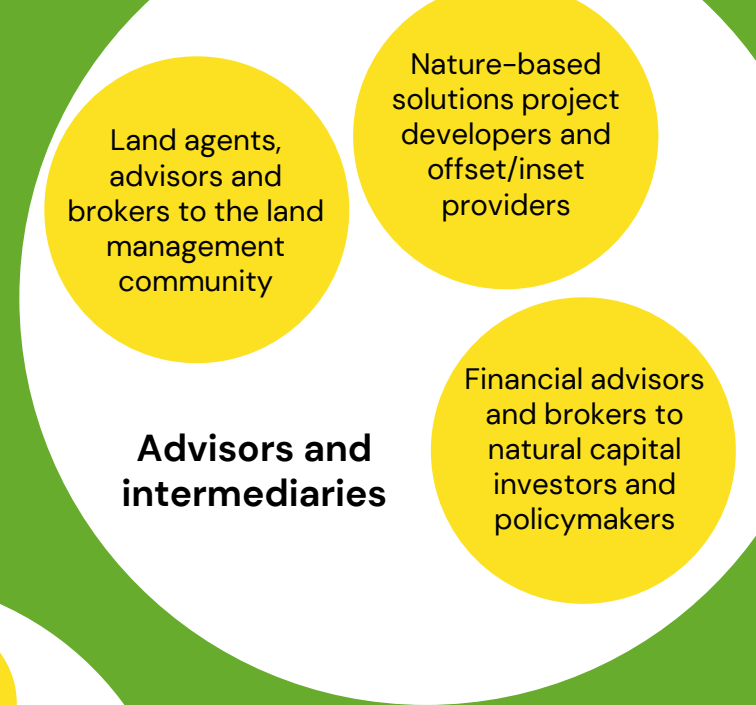 Nature-based
solutions project
developers and
offset/inset
providers
Land agents,
advisors and
brokers to the land
management
community
Financial advisors
and brokers to
natural capital
investors and
policymakers
Advisors and
intermediaries